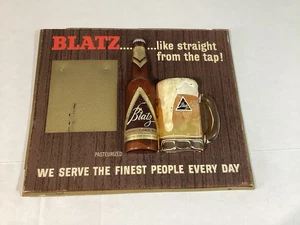 BLATZ.... ...like straight
from the tap!
Blatz
PASTEURIZED
WE SERVE THE FINEST PEOPLE EVERY DAY